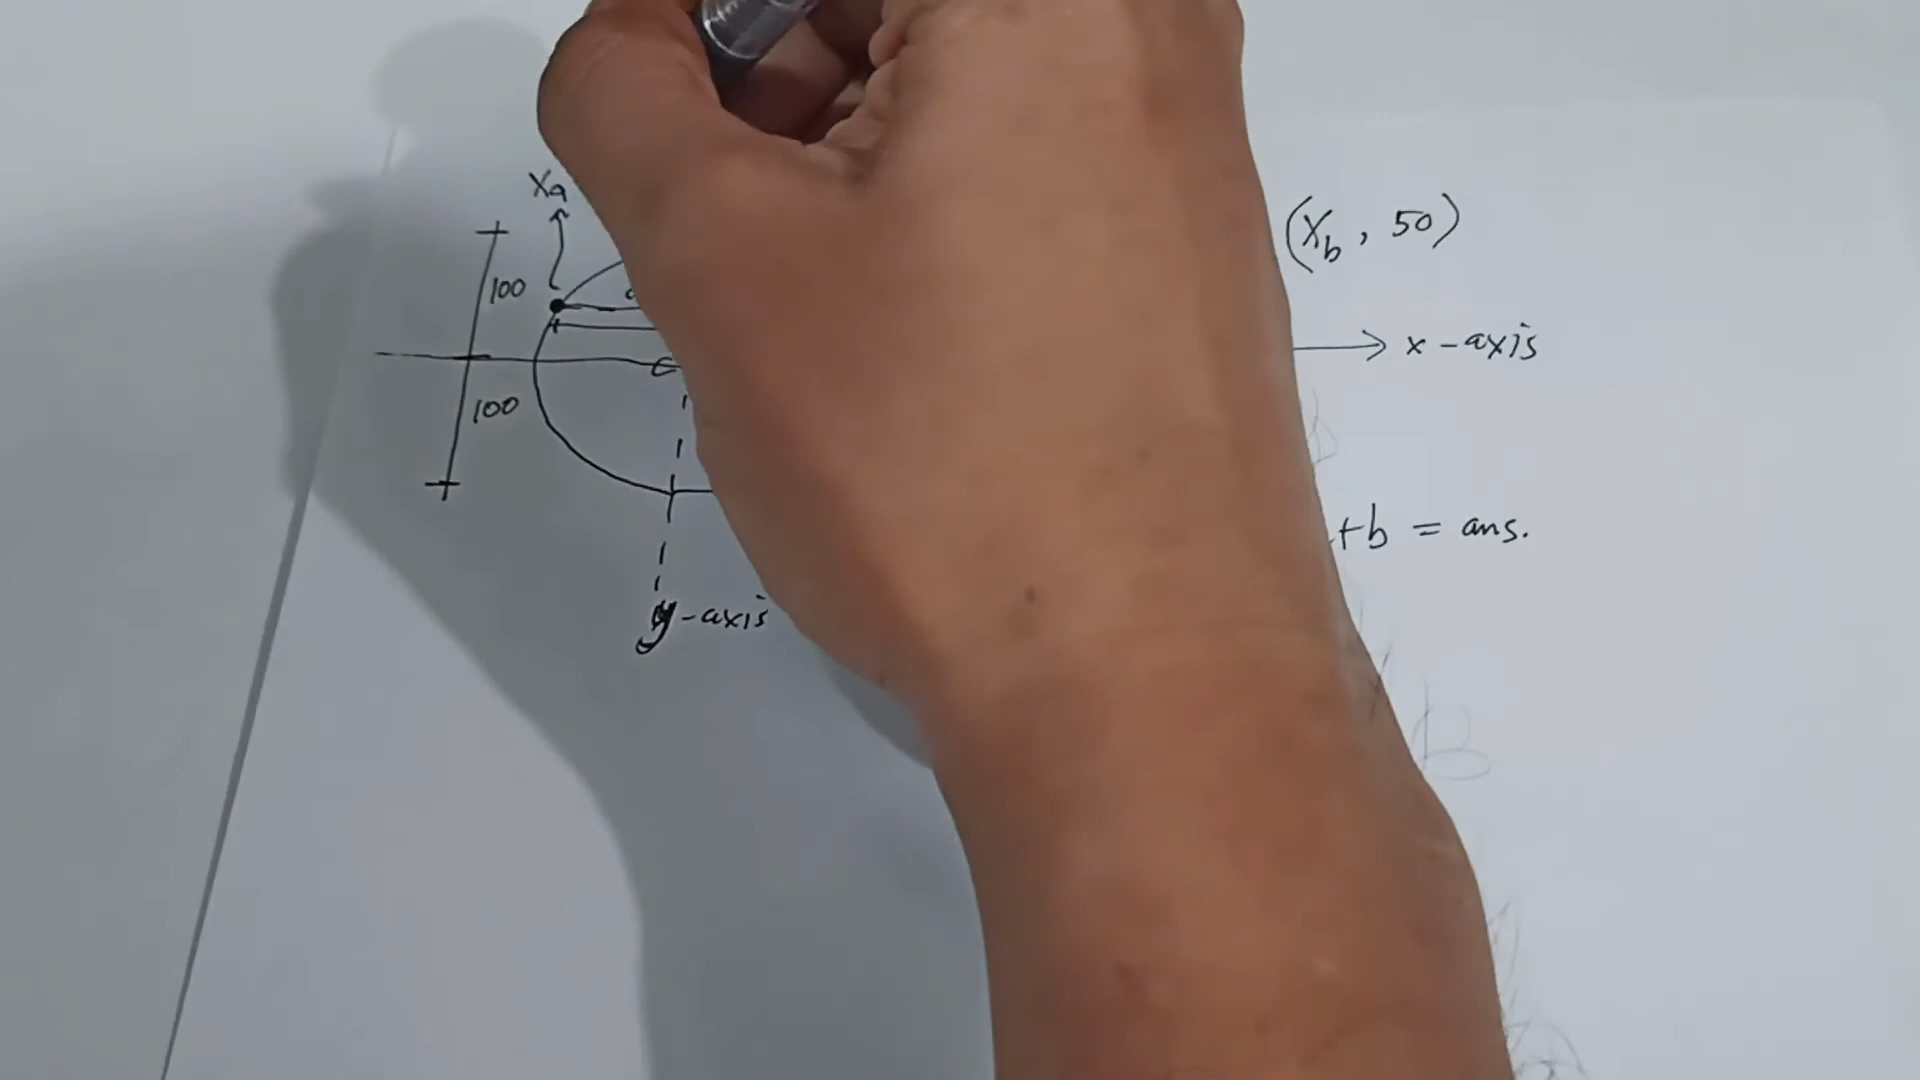 Xa
(Xb, 50)
100
x-axis
100
+b = ans.
y-axis